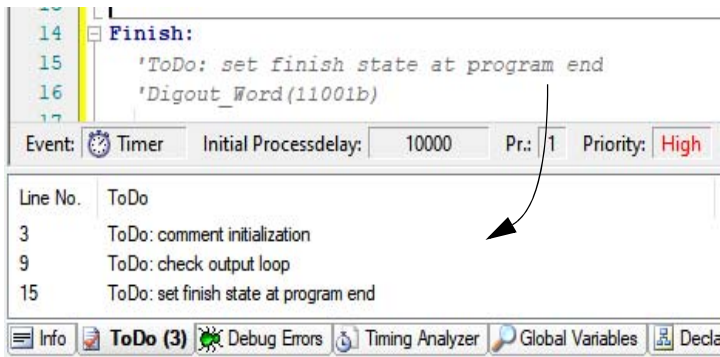 14 Finish:
15 'ToDo: set finish state at program end
16 'Digout_Word(11001b)
17
Event: Timer Initial Processdelay: 10000 Pr.: 1 Priority: High
Line No. ToDo
3 ToDo: comment initialization
9 ToDo: check output loop
15 ToDo: set finish state at program end
Info ToDo (3) Debug Errors Timing Analyzer Global Variables Decla